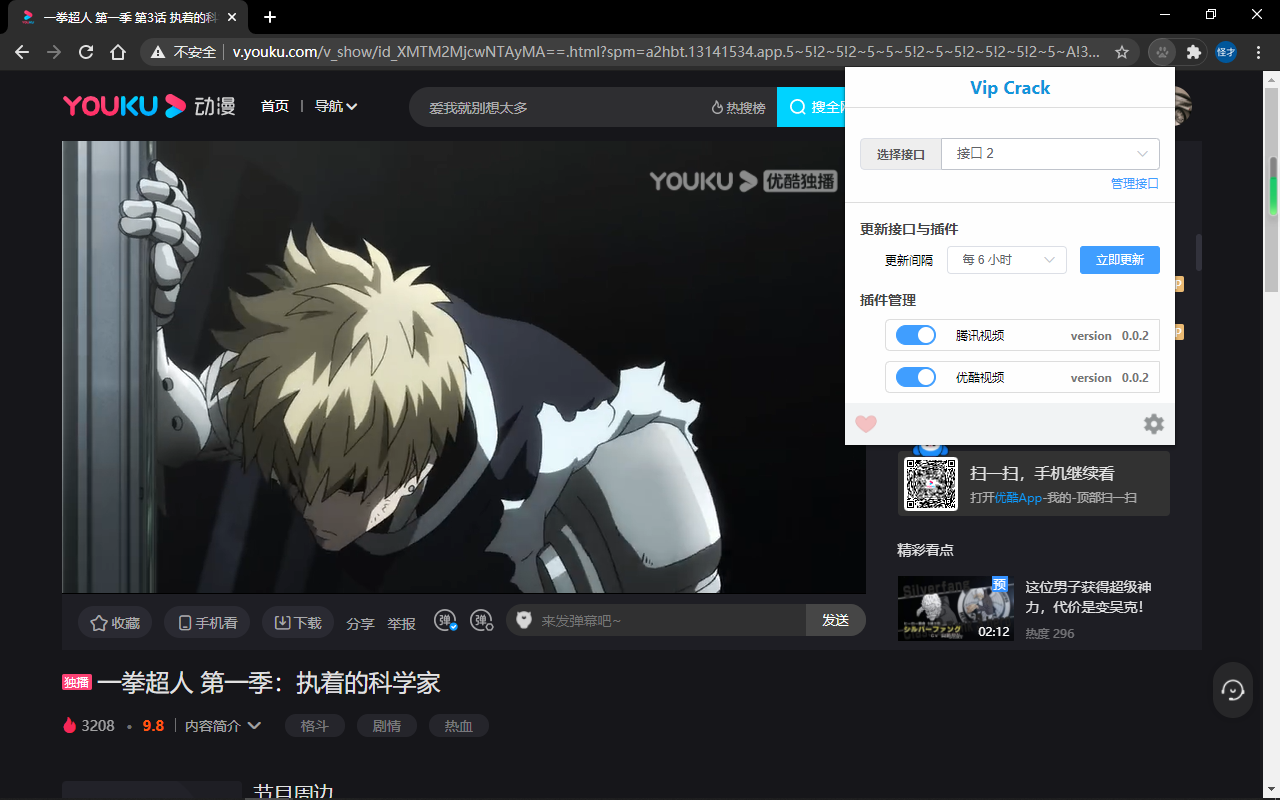 一拳超人 第一季 第3话 执着的科
不安全
v.youku.com/v_show/id_XMTM2MjcwNTAyMA==.html?spm=a2hbt.13141534.app.5~5!2~5!2~5~5~5!2~5~5!2~5!2~5!2~5~A!3...
怪才
YOUKU 动漫
首页
导航
爱我就别想太多
热搜榜
搜全网
Vip Crack
选择接口
接口 2
管理接口
更新接口与插件
更新间隔
每 6 小时
立即更新
插件管理
腾讯视频
version 0.0.2
优酷视频
version 0.0.2
YOUKU 优酷独播
扫一扫，手机继续看
打开优酷App-我的-顶部扫一扫
精彩看点
预
Silverfang
シルバーファング
02:12
这位男子获得超级神
力，代价是变昊克！
热度 296
收藏
手机看
下载
分享
举报
弹
弹
来发弹幕吧~
发送
独播
一拳超人 第一季：执着的科学家
3208
9.8
内容简介
格斗
剧情
热血
节目周边